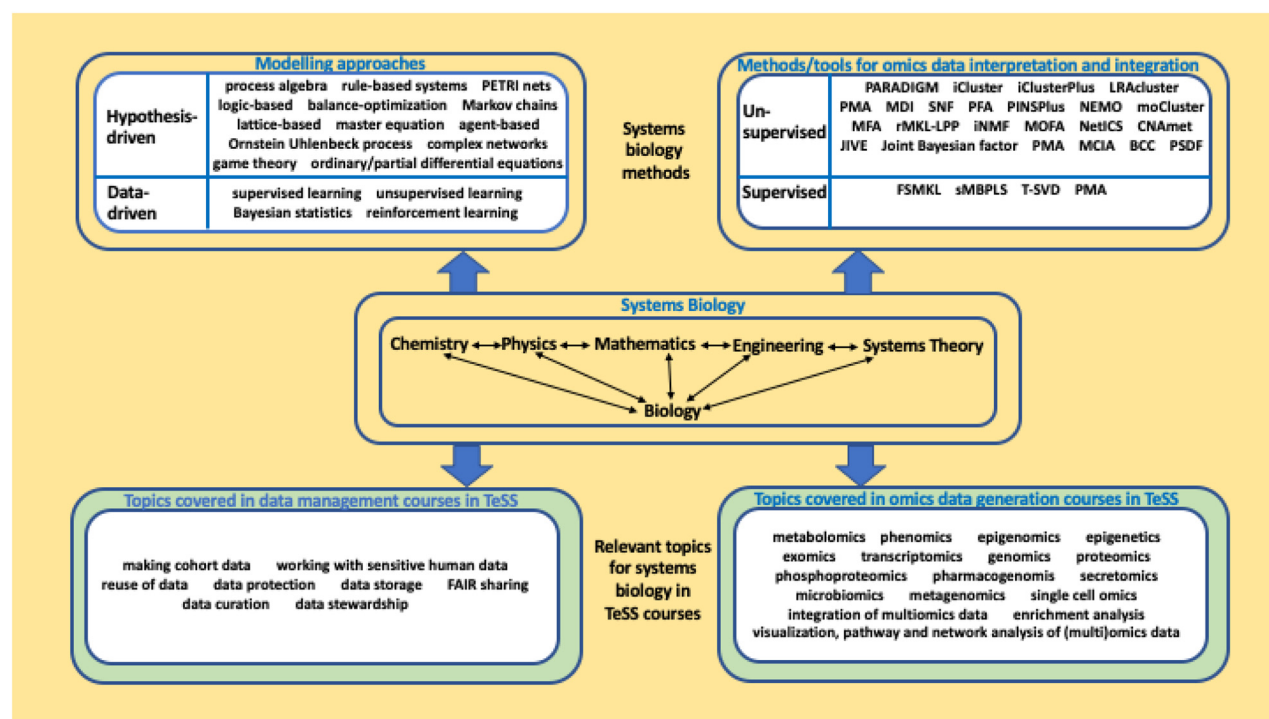 Modelling approaches
Hypothesis-
driven
process algebra rule-based systems PETRI nets
logic-based balance-optimization Markov chains
lattice-based master equation agent-based
Ornstein Uhlenbeck process complex networks
game theory ordinary/partial differential equations
Data-
driven
supervised learning unsupervised learning
Bayesian statistics reinforcement learning
Systems
biology
methods
Methods/tools for omics data interpretation and integration
Un-
supervised
PARADIGM iCluster iClusterPlus LRAcluster
PMA MDI SNF PFA PINSPlus NEMO moCluster
MFA rMKL-LPP iNMF MOFA NetICS CNAmet
JIVE Joint Bayesian factor PMA MCIA BCC PSDF
Supervised
FSMKL sMBPLS T-SVD PMA
Systems Biology
Chemistry Physics Mathematics Engineering Systems Theory
Biology
Topics covered in data management courses in TeSS
making cohort data working with sensitive human data
reuse of data data protection data storage FAIR sharing
data curation data stewardship
Relevant topics
for systems
biology in
TeSS courses
Topics covered in omics data generation courses in TeSS
metabolomics phenomics epigenomics epigenetics
exomics transcriptomics genomics proteomics
phosphoproteomics pharmacogenomis secretomics
microbiomics metagenomics single cell omics
integration of multiomics data enrichment analysis
visualization, pathway and network analysis of (multi)omics data